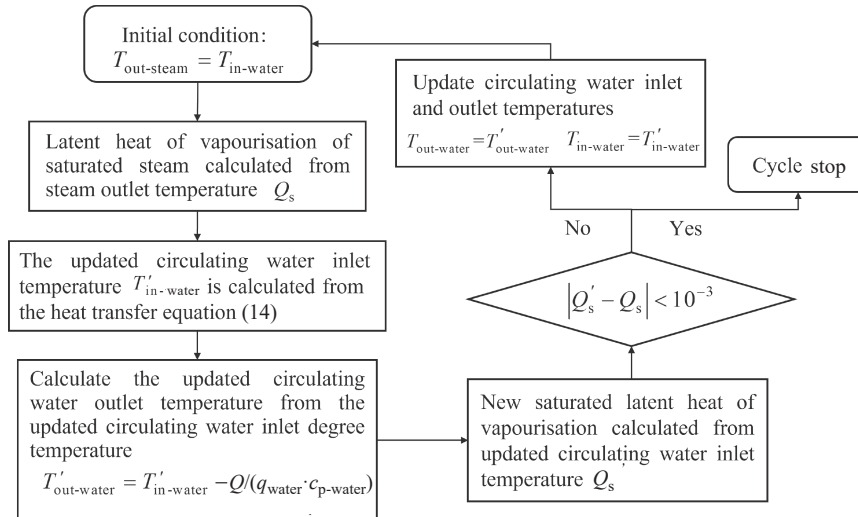 Initial condition:
T_out-steam = T_in-water
Latent heat of vapourisation of
saturated steam calculated from
steam outlet temperature Q_s
The updated circulating water inlet
temperature T'_in-water is calculated from
the heat transfer equation (14)
Calculate the updated circulating
water outlet temperature from the
updated circulating water inlet degree
temperature
T'_out-water = T'_in-water −Q/(q_water·c_p-water)
New saturated latent heat of
vapourisation calculated from
updated circulating water inlet
temperature Q_s'
|Q_s' − Q_s| < 10^−3
No
Yes
Update circulating water inlet
and outlet temperatures
T_out-water = T'_out-water T_in-water = T'_in-water
Cycle stop